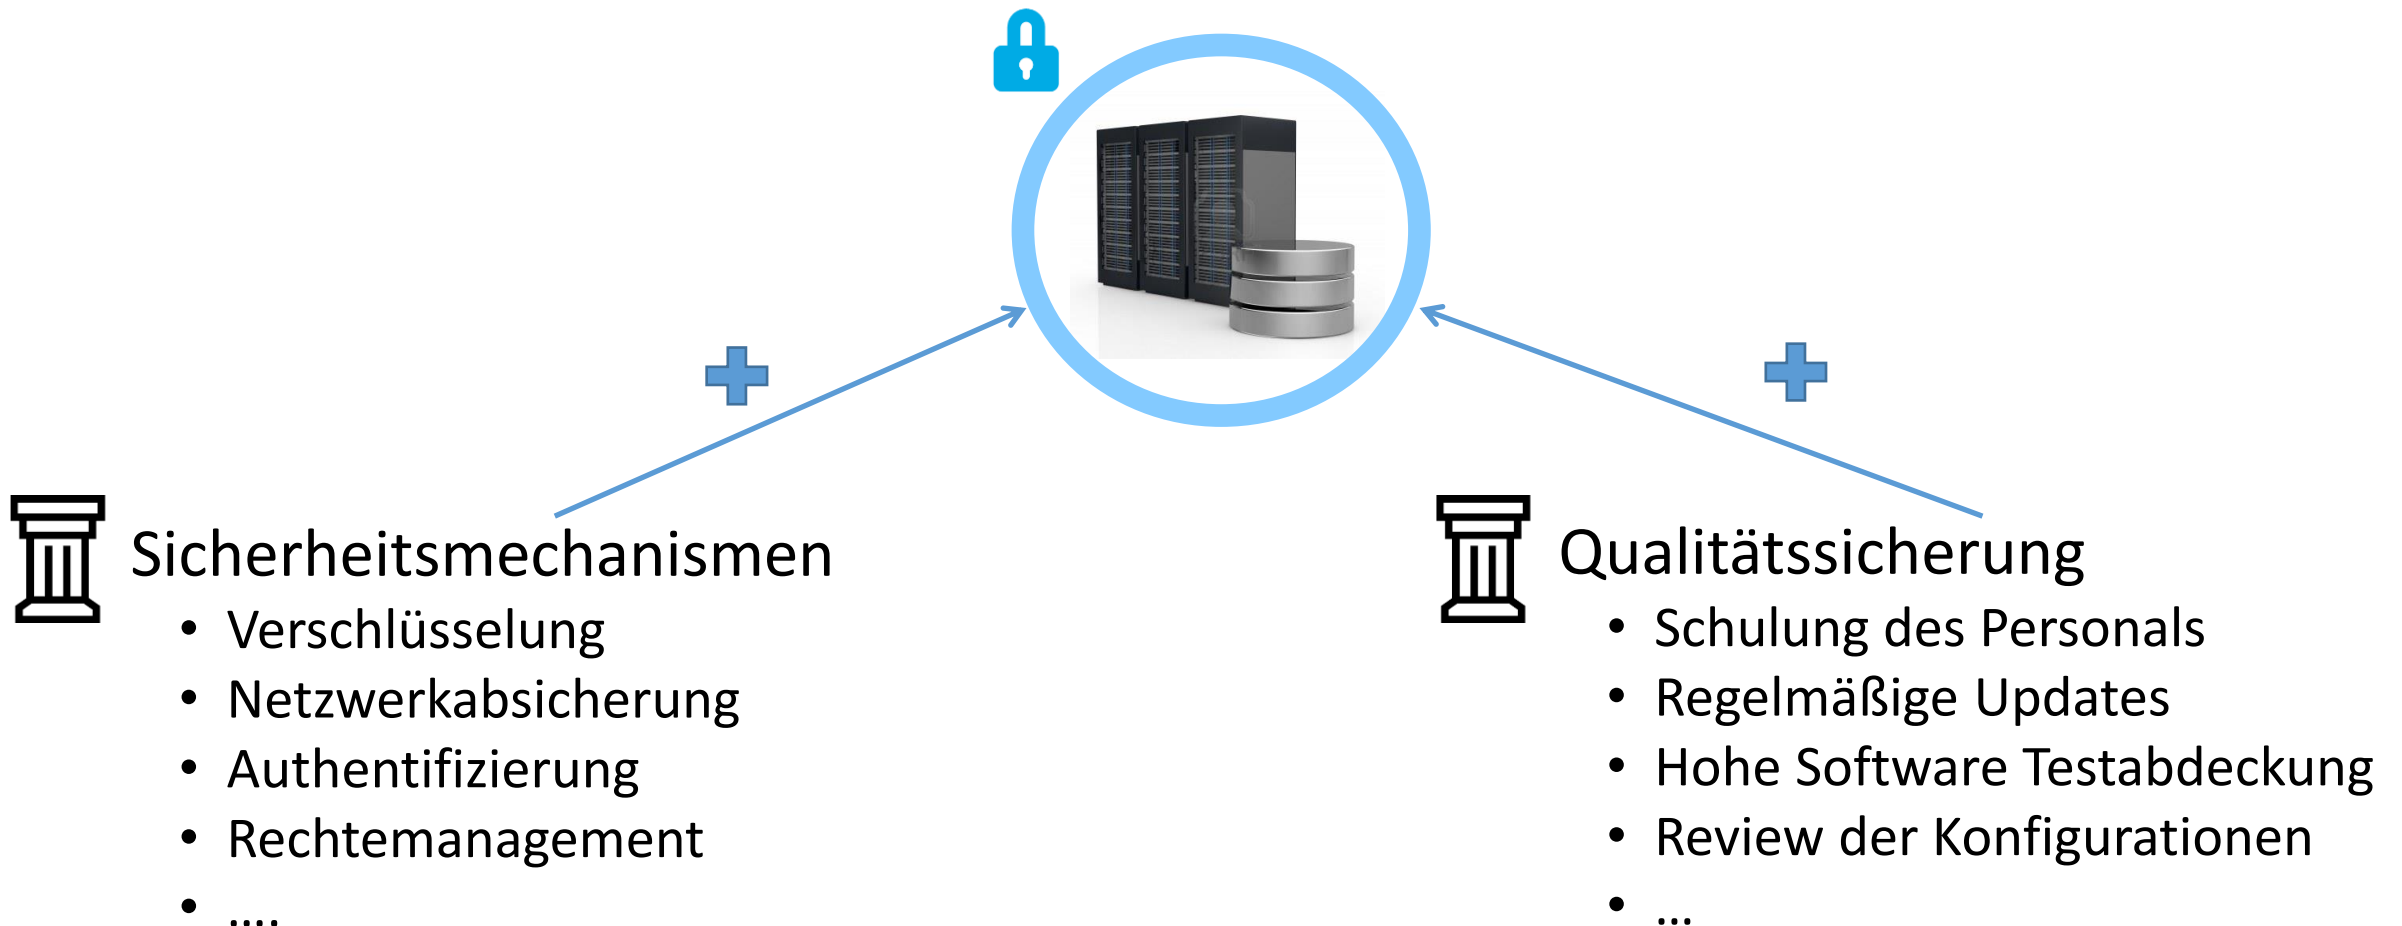 Sicherheitsmechanismen
• Verschlüsselung
• Netzwerkabsicherung
• Authentifizierung
• Rechtemanagement
• ....
Qualitätssicherung
• Schulung des Personals
• Regelmäßige Updates
• Hohe Software Testabdeckung
• Review der Konfigurationen
• ...